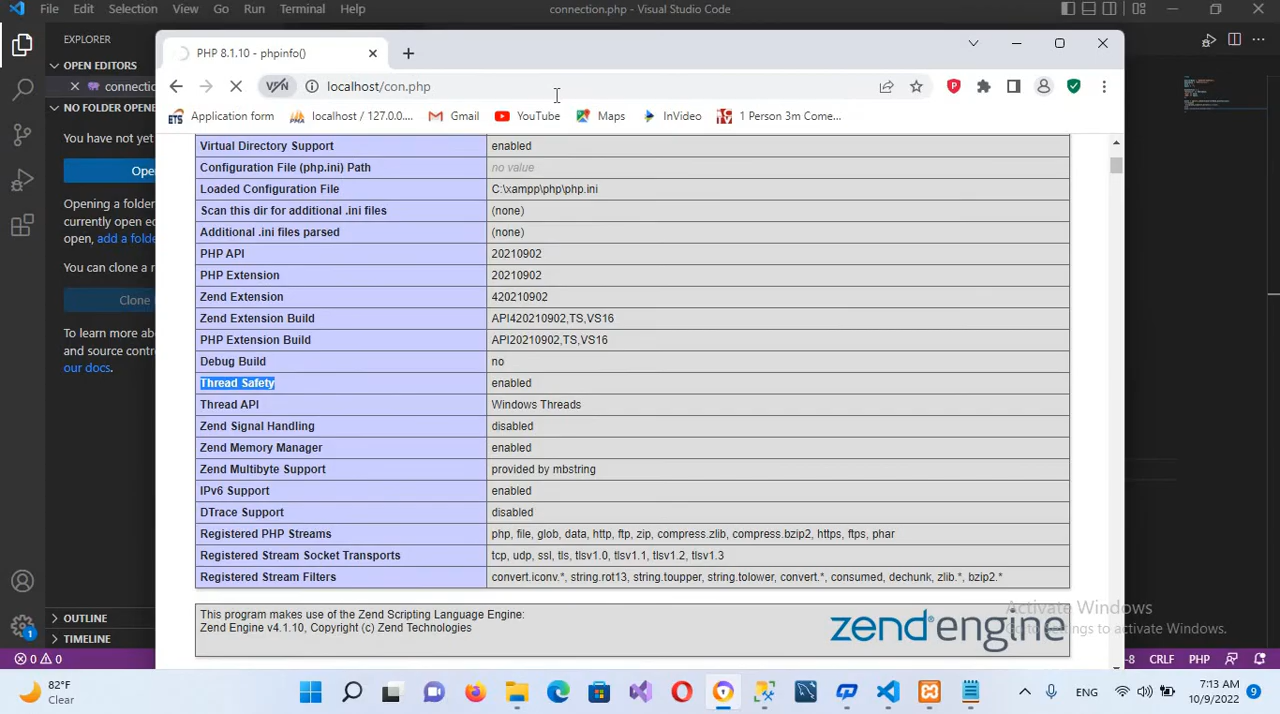 File Edit Selection View Go Run Terminal Help connection.php - Visual Studio Code
EXPLORER
OPEN EDITORS
connectic
NO FOLDER OPENE
You have not yet
Ope
Opening a folder
currently open e
open, add a folde
You can clone a r
Clone
To learn more ab
and source contr
our docs.
OUTLINE
TIMELINE
0 0
PHP 8.1.10 - phpinfo()
VPN localhost/con.php
Application form localhost / 127.0.0.... Gmail YouTube Maps InVideo 1 Person 3m Come...
Virtual Directory Support enabled
Configuration File (php.ini) Path no value
Loaded Configuration File C:\xampp\php\php.ini
Scan this dir for additional .ini files (none)
Additional .ini files parsed (none)
PHP API 20210902
PHP Extension 20210902
Zend Extension 420210902
Zend Extension Build API420210902,TS,VS16
PHP Extension Build API20210902,TS,VS16
Debug Build no
Thread Safety enabled
Thread API Windows Threads
Zend Signal Handling disabled
Zend Memory Manager enabled
Zend Multibyte Support provided by mbstring
IPv6 Support enabled
DTrace Support disabled
Registered PHP Streams php, file, glob, data, http, ftp, zip, compress.zlib, compress.bzip2, https, ftps, phar
Registered Stream Socket Transports tcp, udp, ssl, tls, tlsv1.0, tlsv1.1, tlsv1.2, tlsv1.3
Registered Stream Filters convert.iconv.*, string.rot13, string.toupper, string.tolower, convert.*, consumed, dechunk, zlib.*, bzip2.*
This program makes use of the Zend Scripting Language Engine:
Zend Engine v4.1.10, Copyright (c) Zend Technologies
zend engine
Activate Windows
Go to Settings to activate Windows.
-8 CRLF PHP
82°F
Clear
ENG
7:13 AM
10/9/2022
9